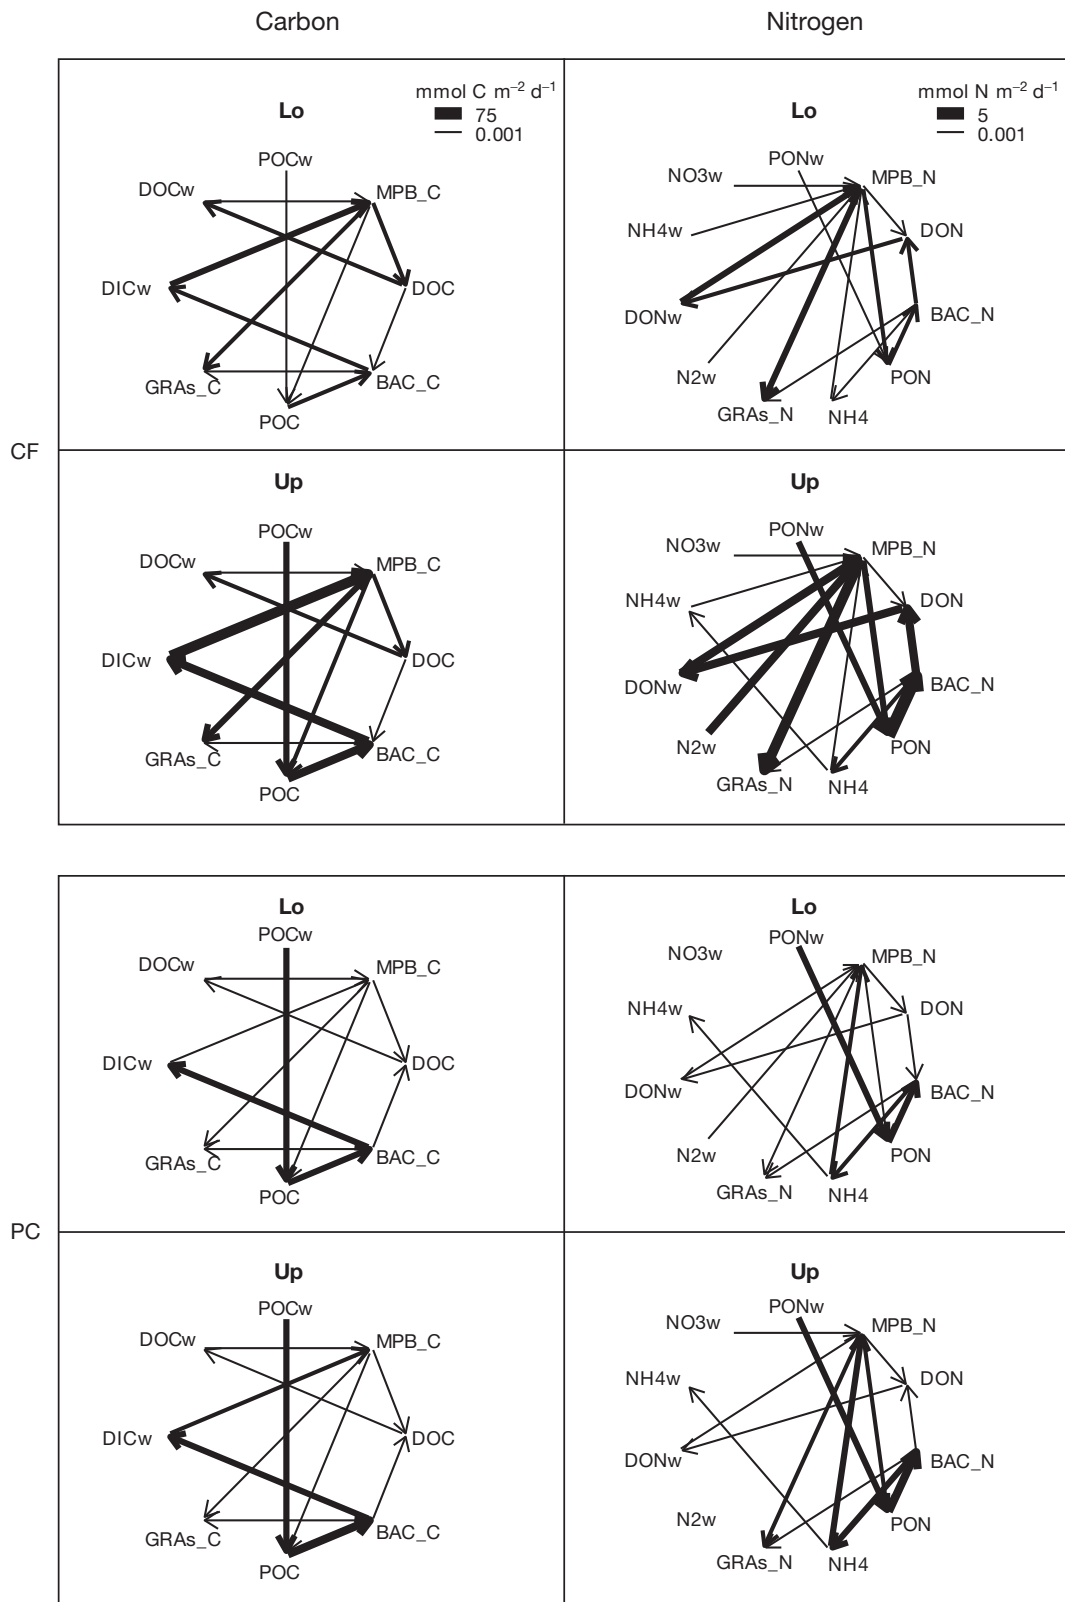 Carbon
Nitrogen
CF
Lo
mmol C m⁻² d⁻¹
75
0.001
POCw
DOCw
MPB_C
DICw
DOC
GRAs_C
BAC_C
POC
Lo
mmol N m⁻² d⁻¹
5
0.001
PONw
NO3w
MPB_N
NH4w
DON
DONw
BAC_N
N2w
PON
GRAs_N
NH4
Up
POCw
DOCw
MPB_C
DICw
DOC
GRAs_C
BAC_C
POC
Up
PONw
NO3w
MPB_N
NH4w
DON
DONw
BAC_N
N2w
PON
GRAs_N
NH4
PC
Lo
POCw
DOCw
MPB_C
DICw
DOC
GRAs_C
BAC_C
POC
Lo
PONw
NO3w
MPB_N
NH4w
DON
DONw
BAC_N
N2w
PON
GRAs_N
NH4
Up
POCw
DOCw
MPB_C
DICw
DOC
GRAs_C
BAC_C
POC
Up
PONw
NO3w
MPB_N
NH4w
DON
DONw
BAC_N
N2w
PON
GRAs_N
NH4